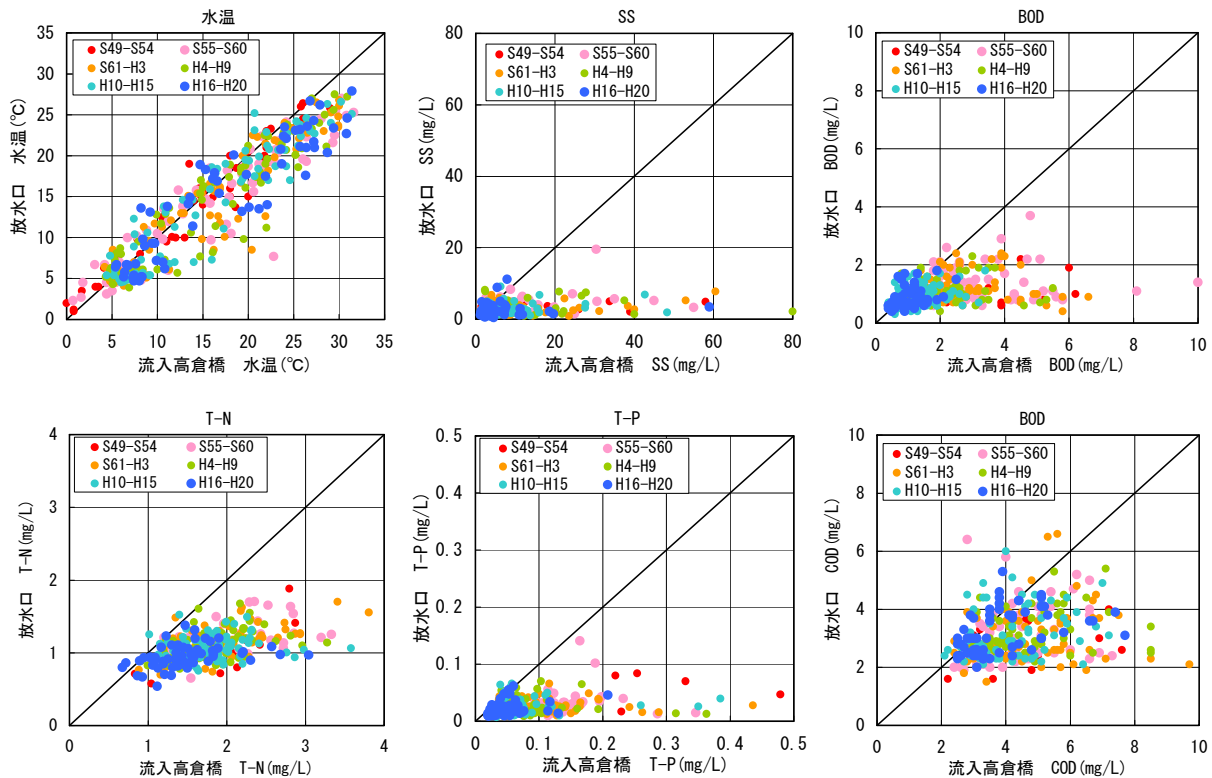 水温
放水口 水温(℃)
35
30
25
20
15
10
5
0
S49-S54 S55-S60
S61-H3 H4-H9
H10-H15 H16-H20
0 5 10 15 20 25 30 35
流入高倉橋 水温(℃)
SS
放水口 SS(mg/L)
80
60
40
20
0
S49-S54 S55-S60
S61-H3 H4-H9
H10-H15 H16-H20
0 20 40 60 80
流入高倉橋 SS(mg/L)
BOD
放水口 BOD(mg/L)
10
8
6
4
2
0
S49-S54 S55-S60
S61-H3 H4-H9
H10-H15 H16-H20
0 2 4 6 8 10
流入高倉橋 BOD(mg/L)
T-N
放水口 T-N(mg/L)
4
3
2
1
0
S49-S54 S55-S60
S61-H3 H4-H9
H10-H15 H16-H20
0 1 2 3 4
流入高倉橋 T-N(mg/L)
T-P
放水口 T-P(mg/L)
0.5
0.4
0.3
0.2
0.1
0
S49-S54 S55-S60
S61-H3 H4-H9
H10-H15 H16-H20
0 0.1 0.2 0.3 0.4 0.5
流入高倉橋 T-P(mg/L)
BOD
放水口 COD(mg/L)
10
8
6
4
2
0
S49-S54 S55-S60
S61-H3 H4-H9
H10-H15 H16-H20
0 2 4 6 8 10
流入高倉橋 COD(mg/L)